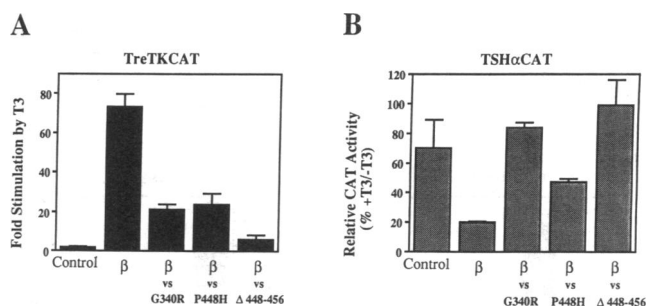 A
TreTKCAT
Fold Stimulation by T3
80
60
40
20
0
Control β β β β
vs vs vs
G340R P448H Δ 448-456
B
TSHαCAT
Relative CAT Activity
(% +T3/-T3)
120
100
80
60
40
20
0
Control β β β β
vs vs vs
G340R P448H Δ 448-456